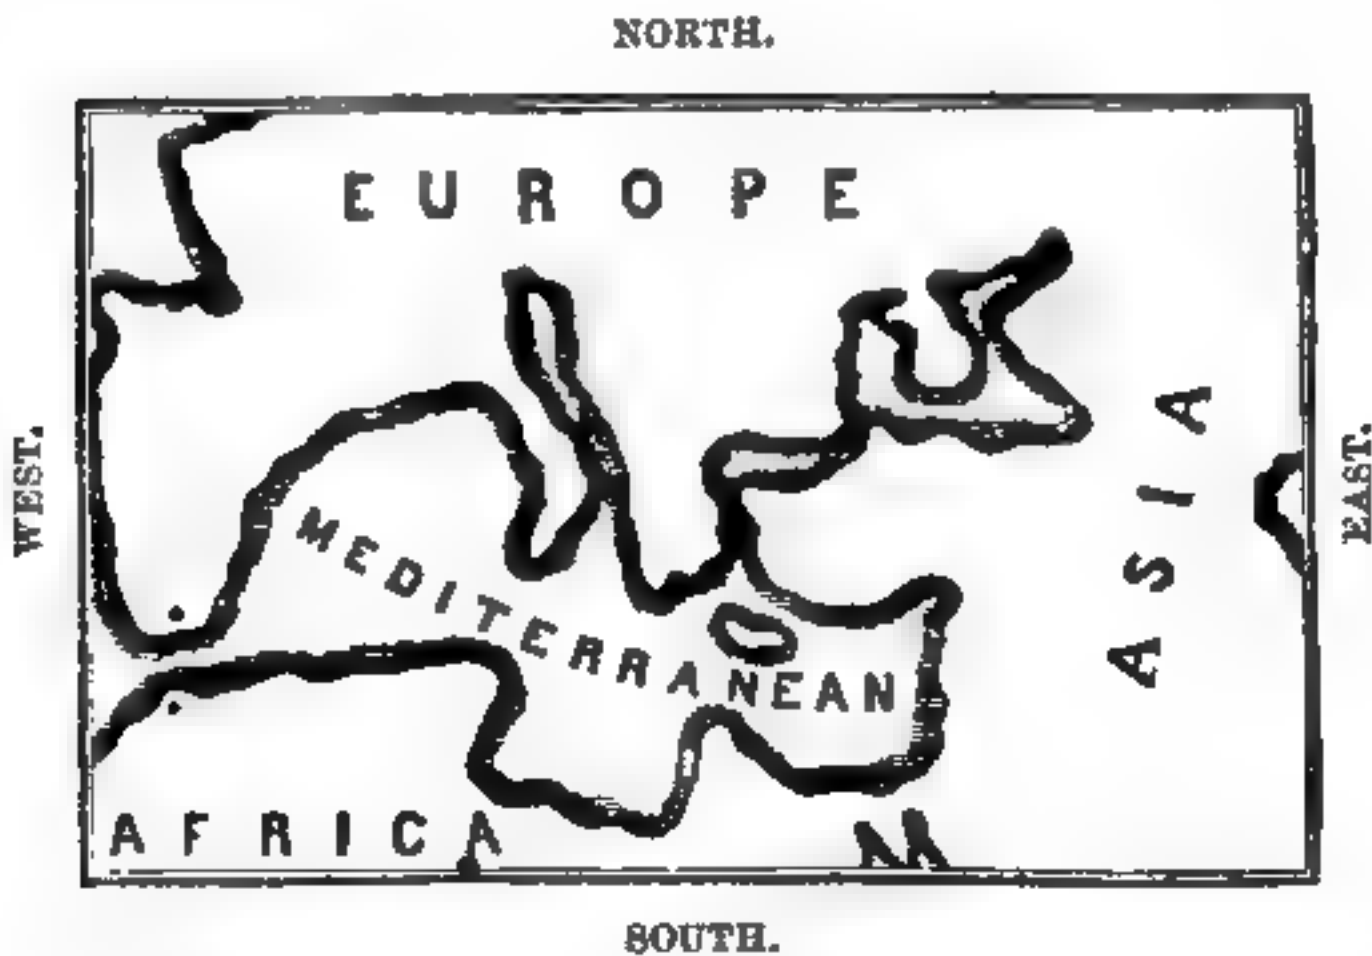 NORTH.
EUROPE
WEST.
MEDITERRANEAN
ASIA
EAST.
AFRICA
SOUTH.